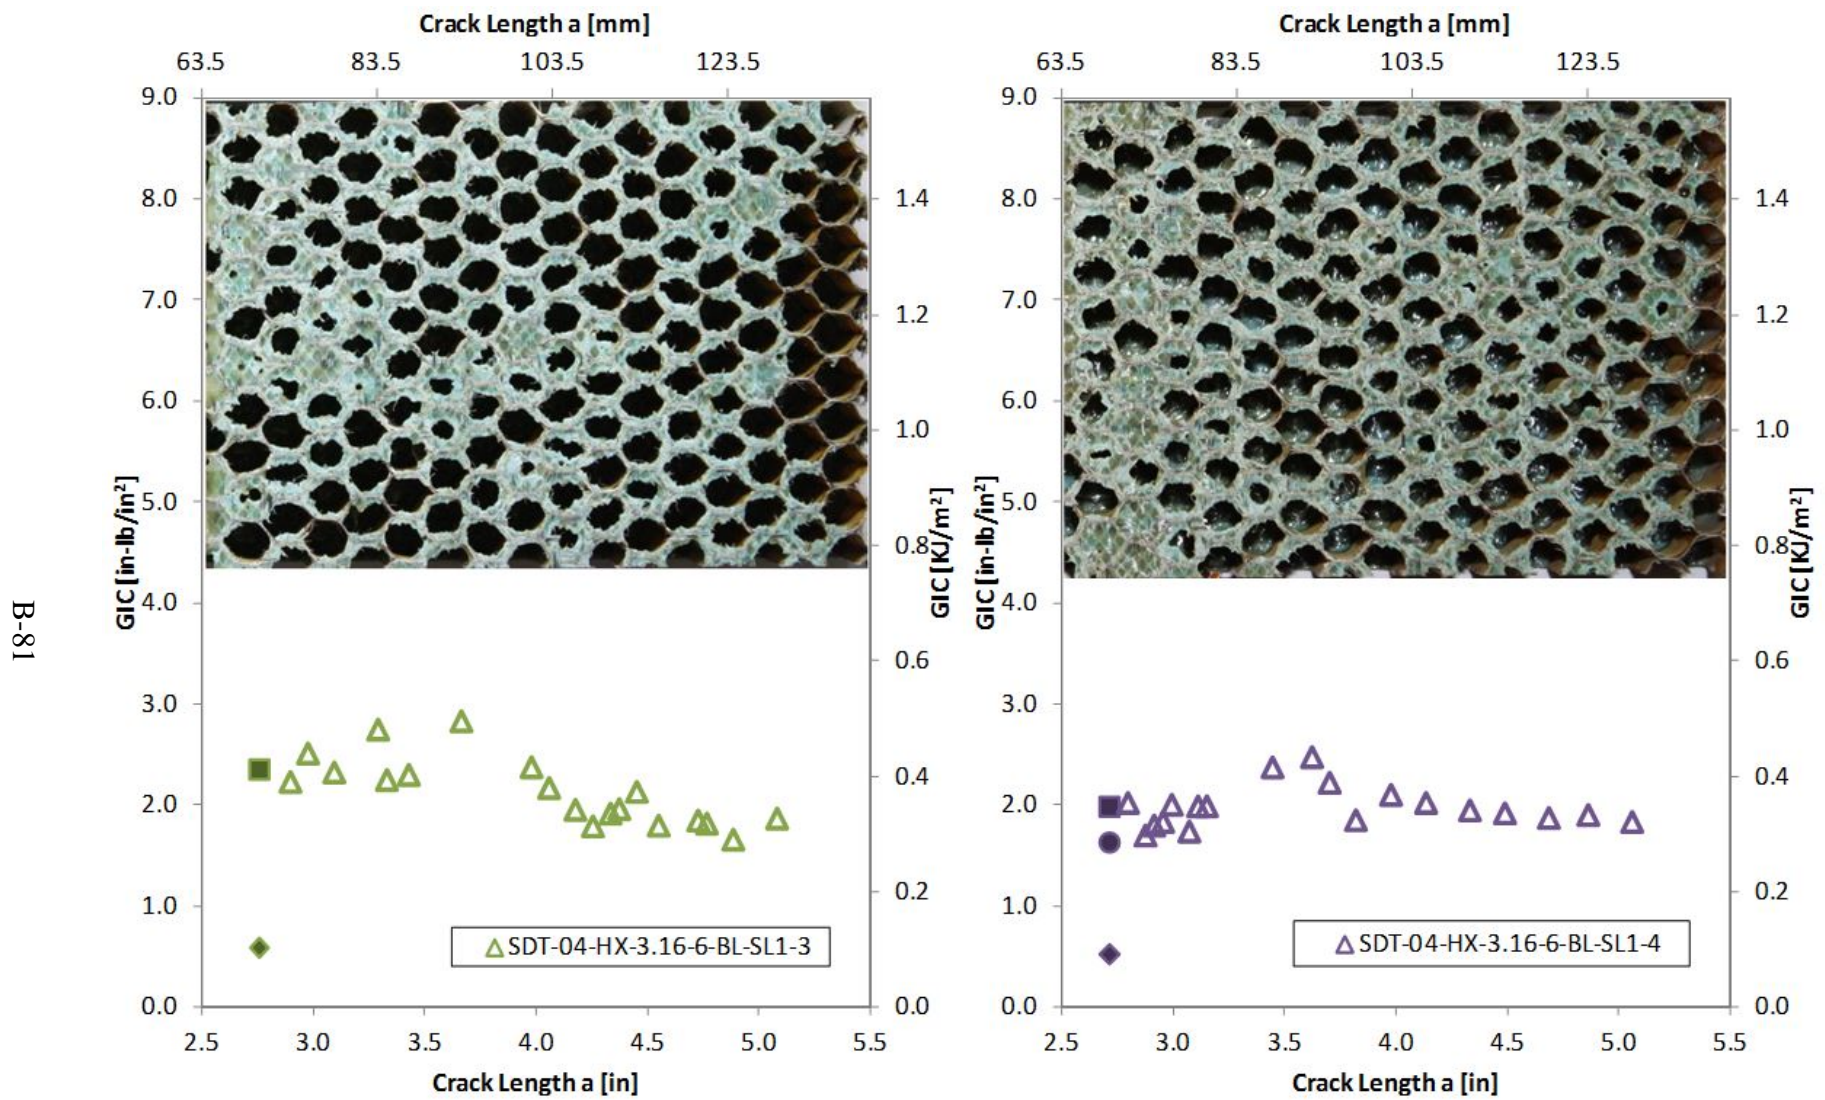 Crack Length a [mm]
63.5 83.5 103.5 123.5
9.0
8.0
7.0
6.0
5.0
4.0
3.0
2.0
1.0
0.0
GIC [in-lb/in²]
1.4
1.2
1.0
0.8
0.6
0.4
0.2
0.0
GIC [KJ/m²]
SDT-04-HX-3.16-6-BL-SL1-3
2.5 3.0 3.5 4.0 4.5 5.0 5.5
Crack Length a [in]
Crack Length a [mm]
63.5 83.5 103.5 123.5
9.0
8.0
7.0
6.0
5.0
4.0
3.0
2.0
1.0
0.0
GIC [in-lb/in²]
1.4
1.2
1.0
0.8
0.6
0.4
0.2
0.0
GIC [KJ/m²]
SDT-04-HX-3.16-6-BL-SL1-4
2.5 3.0 3.5 4.0 4.5 5.0 5.5
Crack Length a [in]
B-81